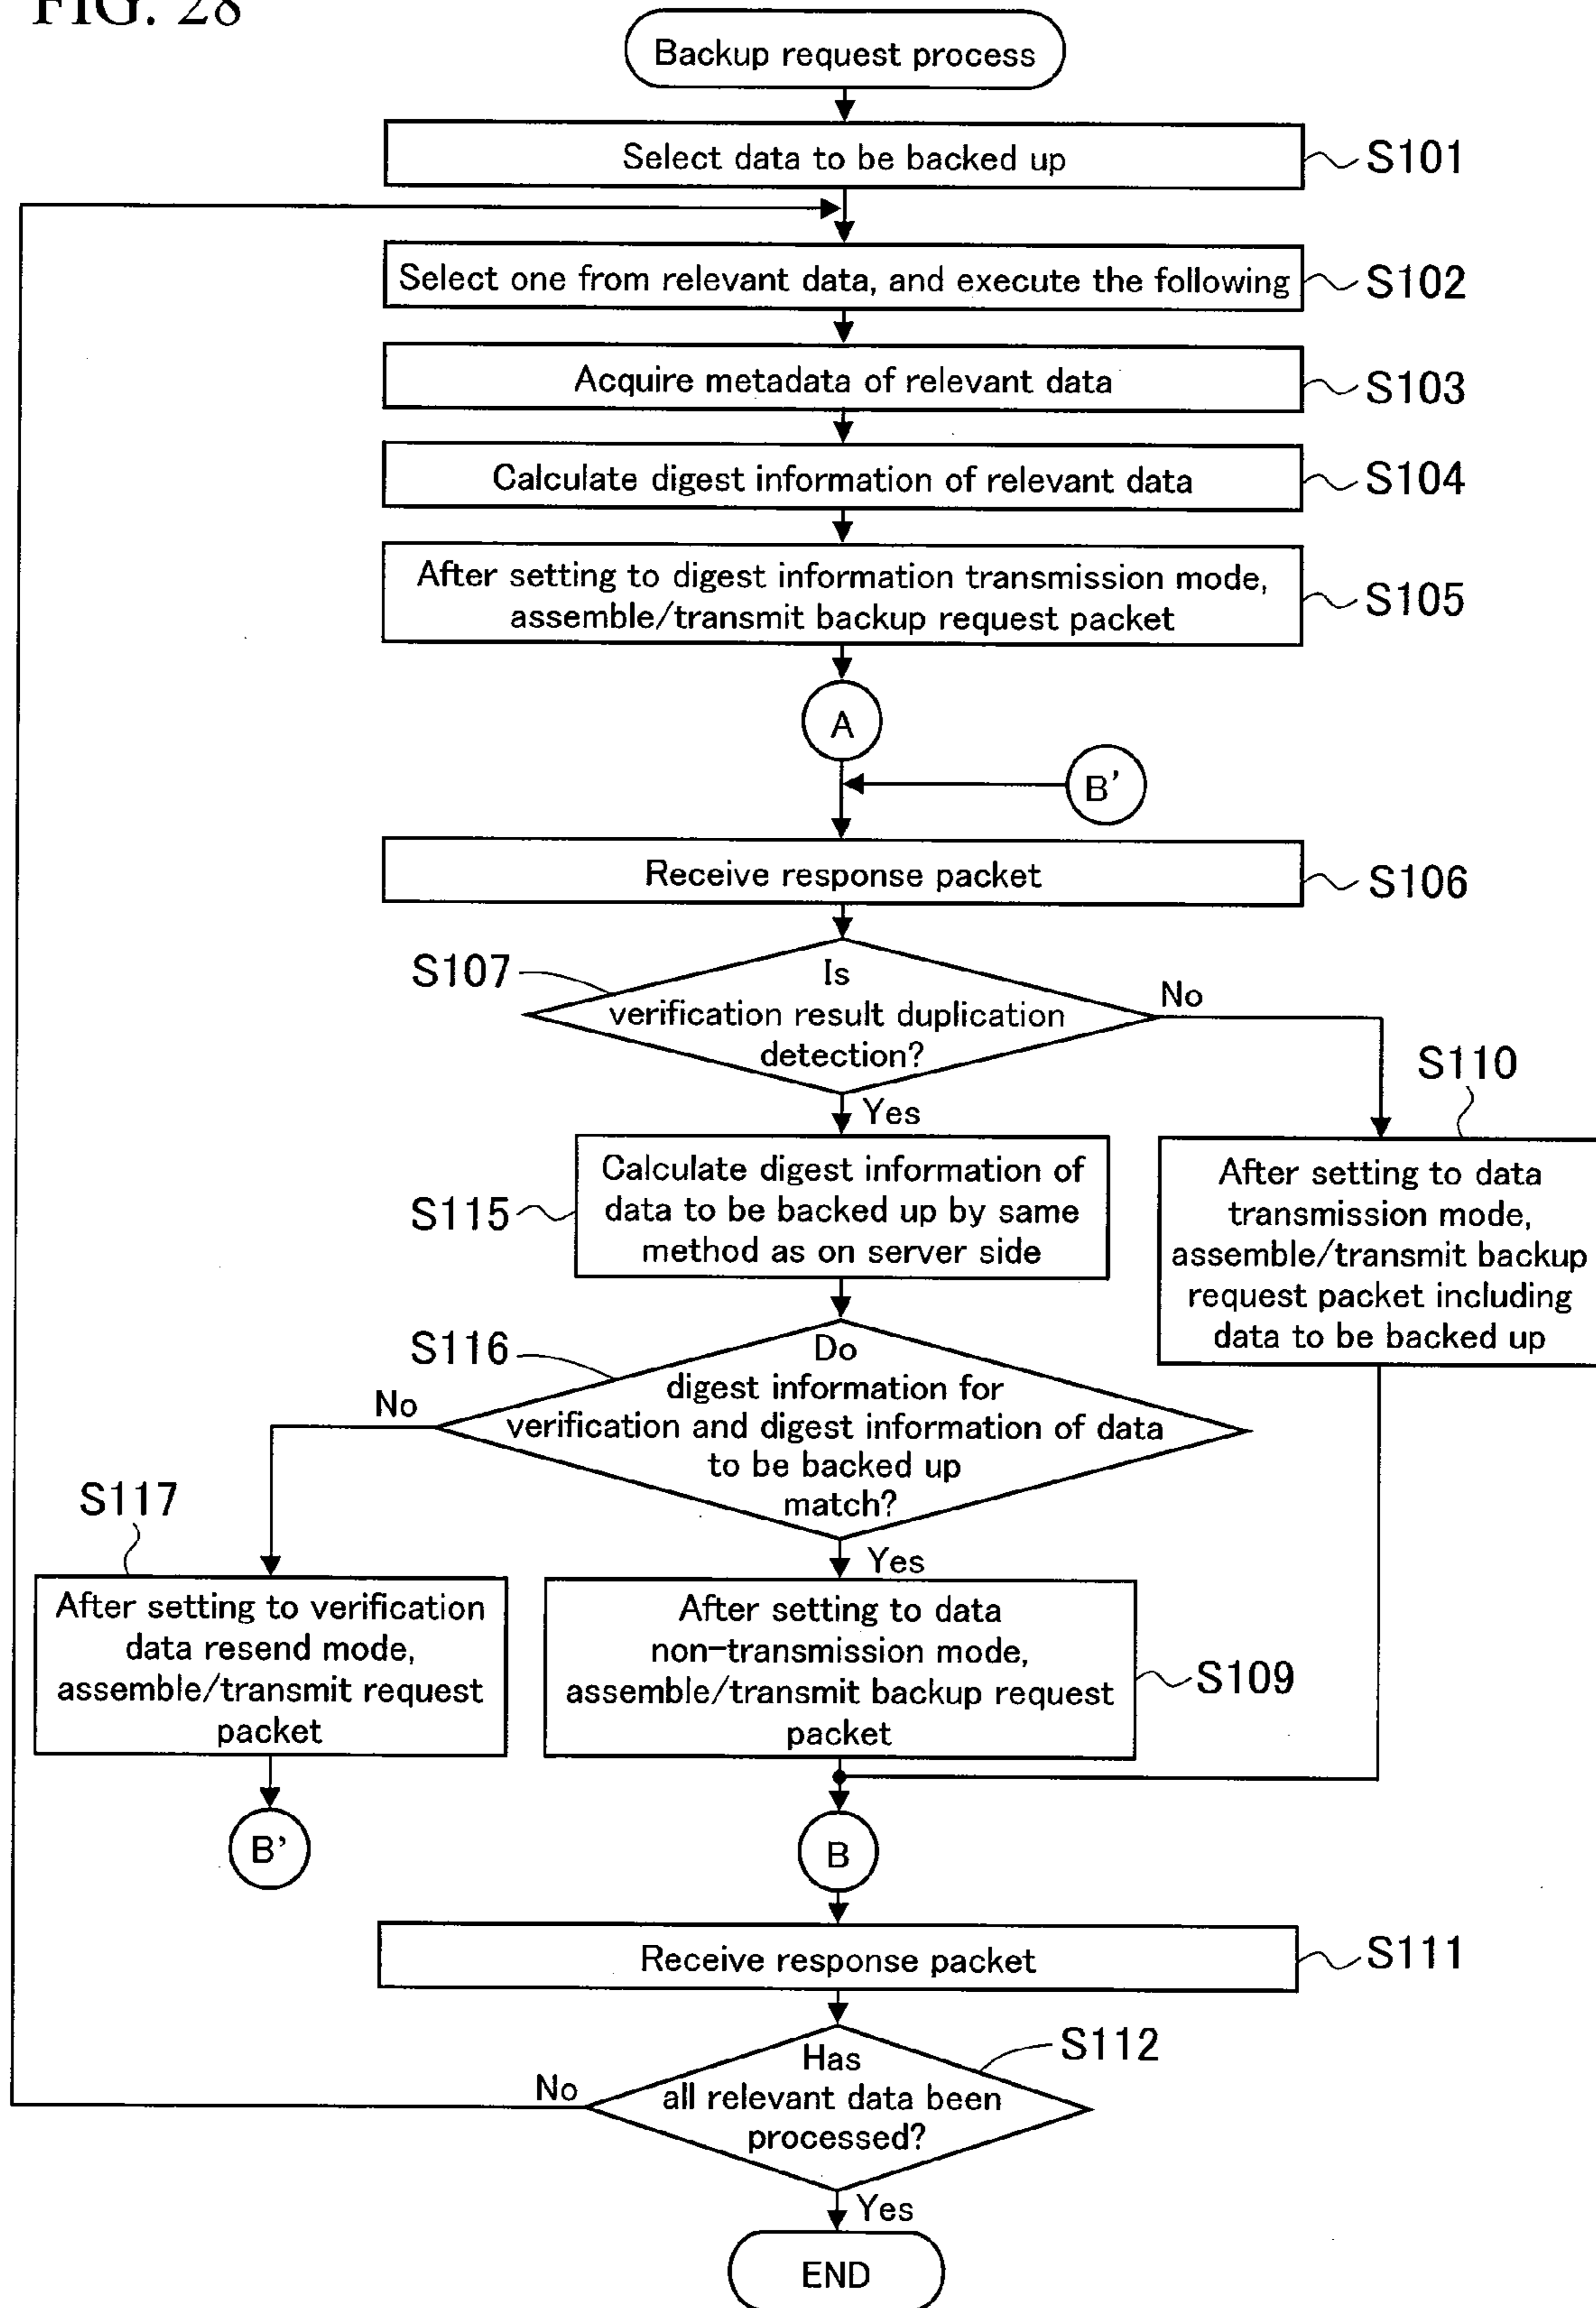 FIG. 28
Backup request process
Select data to be backed up
S101
Select one from relevant data, and execute the following
S102
Acquire metadata of relevant data
S103
Calculate digest information of relevant data
S104
After setting to digest information transmission mode,
assemble/transmit backup request packet
S105
A
B'
Receive response packet
S106
S107
Is
verification result duplication
detection?
No
Yes
S110
After setting to data
transmission mode,
assemble/transmit backup
request packet including
data to be backed up
S115
Calculate digest information of
data to be backed up by same
method as on server side
S116
Do
digest information for
verification and digest information of data
to be backed up
match?
No
Yes
S117
After setting to verification
data resend mode,
assemble/transmit request
packet
After setting to data
non-transmission mode,
assemble/transmit backup request
packet
S109
B'
B
Receive response packet
S111
S112
Has
all relevant data been
processed?
No
Yes
END